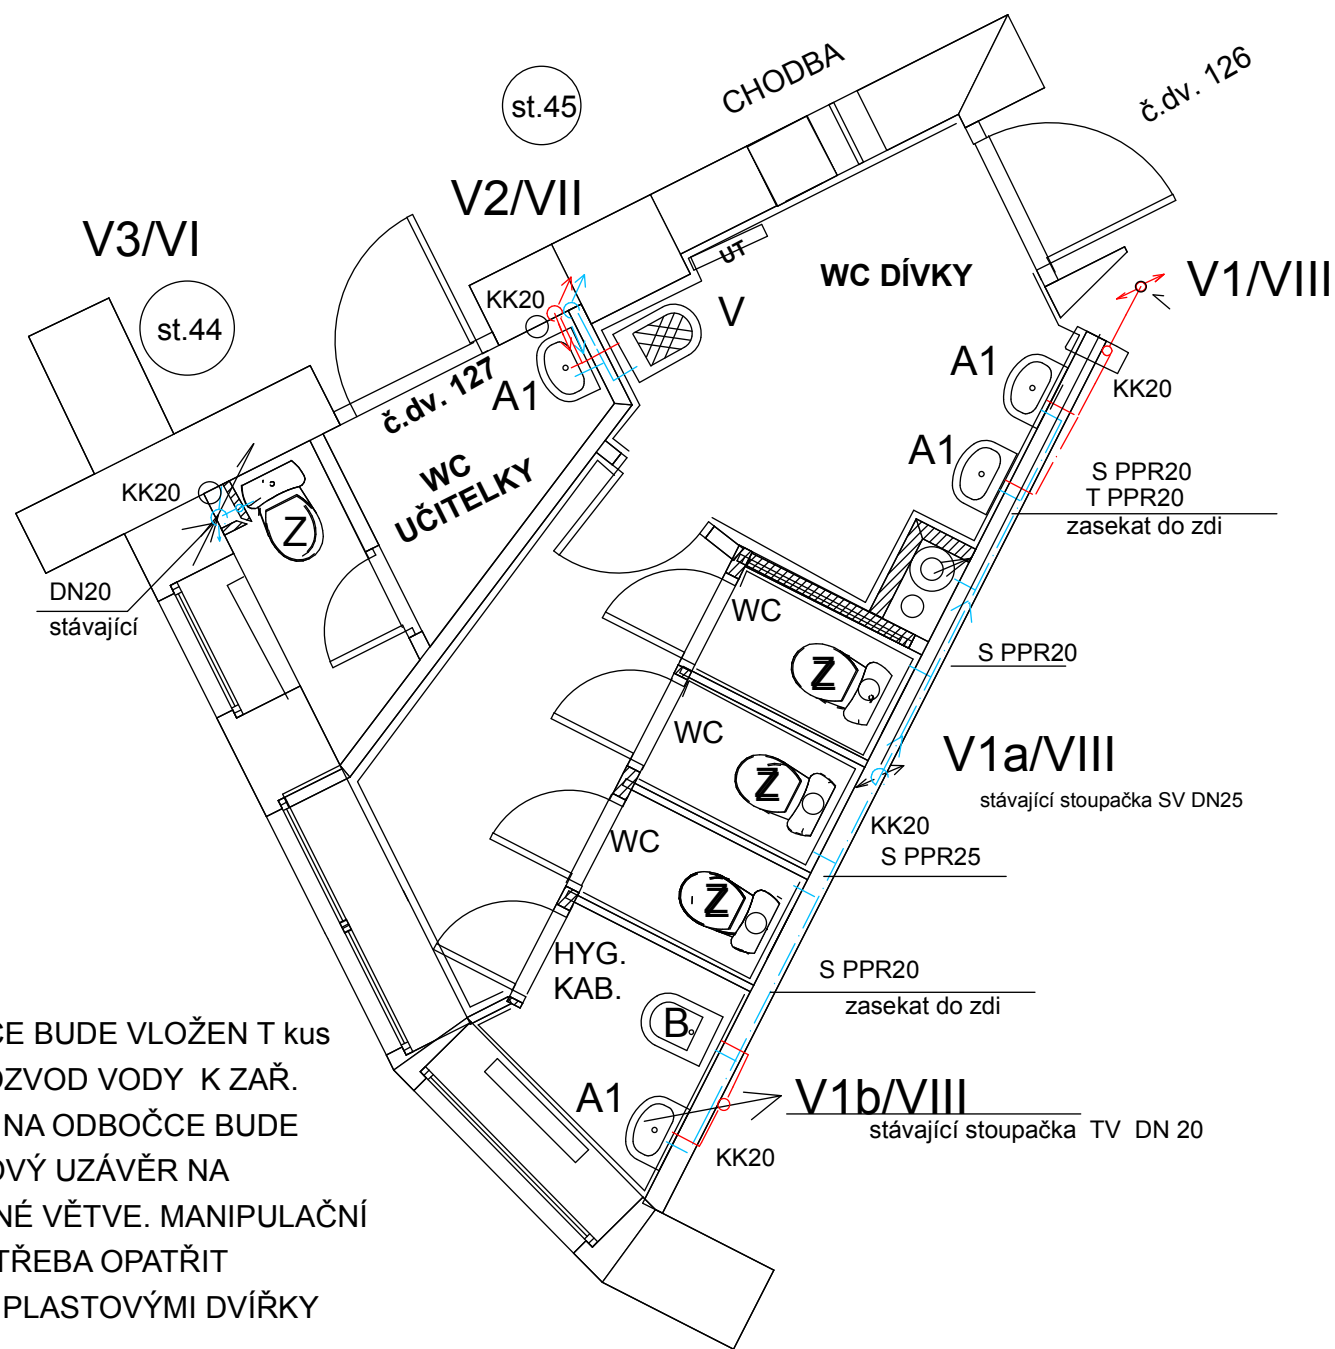 CHODBA
č.dv. 126
st.45
V2/VII
V3/VI
st.44
UT
WC DÍVKY
V1/VIII
KK20
V
A1
A1
KK20
č.dv. 127
A1
A1
WC
UČITELKY
KK20
Z
S PPR20
T PPR20
zasekat do zdi
DN20
stávající
WC
Z
S PPR20
WC
Z
V1a/VIII
stávající stoupačka SV DN25
KK20
WC
S PPR25
Z
HYG.
KAB.
S PPR20
zasekat do zdi
B
A1
V1b/VIII
stávající stoupačka TV DN 20
KK20
CE BUDE VLOŽEN T kus
OZVOD VODY K ZAŘ.
NA ODBOČCE BUDE
OVÝ UZÁVĚR NA
NÉ VĚTVE. MANIPULAČNÍ
TŘEBA OPATŘIT
PLASTOVÝMI DVÍŘKY